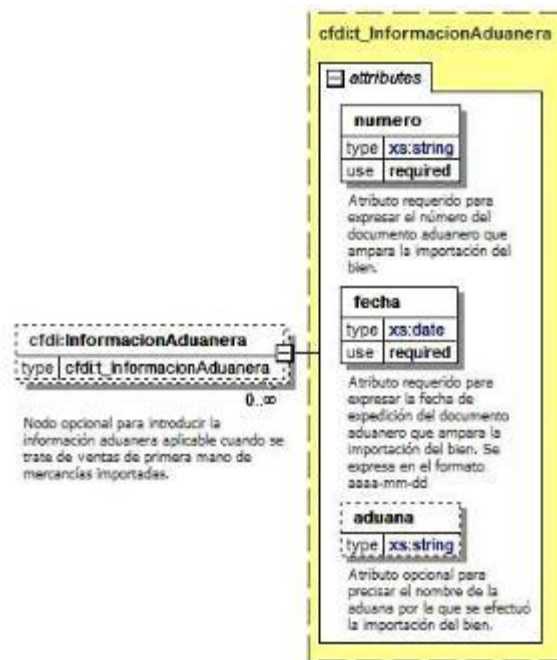 cfdi:t_InformacionAduanera
attributes
numero
type xs:string
use required
Atributo requerido para
expresar el número del
documento aduanero que
ampara la importación del
bien.
fecha
type xs:date
use required
Atributo requerido para
expresar la fecha de
expedición del documento
aduanero que ampara la
importación del bien. Se
expresa en el formato
aaaa-mm-dd
aduana
type xs:string
Atributo opcional para
precisar el nombre de la
aduana por la que se efectuó
la importación del bien.
cfdi:InformacionAduanera
type cfdi:t_InformacionAduanera
0..∞
Nodo opcional para introducir la
información aduanera aplicable cuando se
trate de ventas de primera mano de
mercancías importadas.